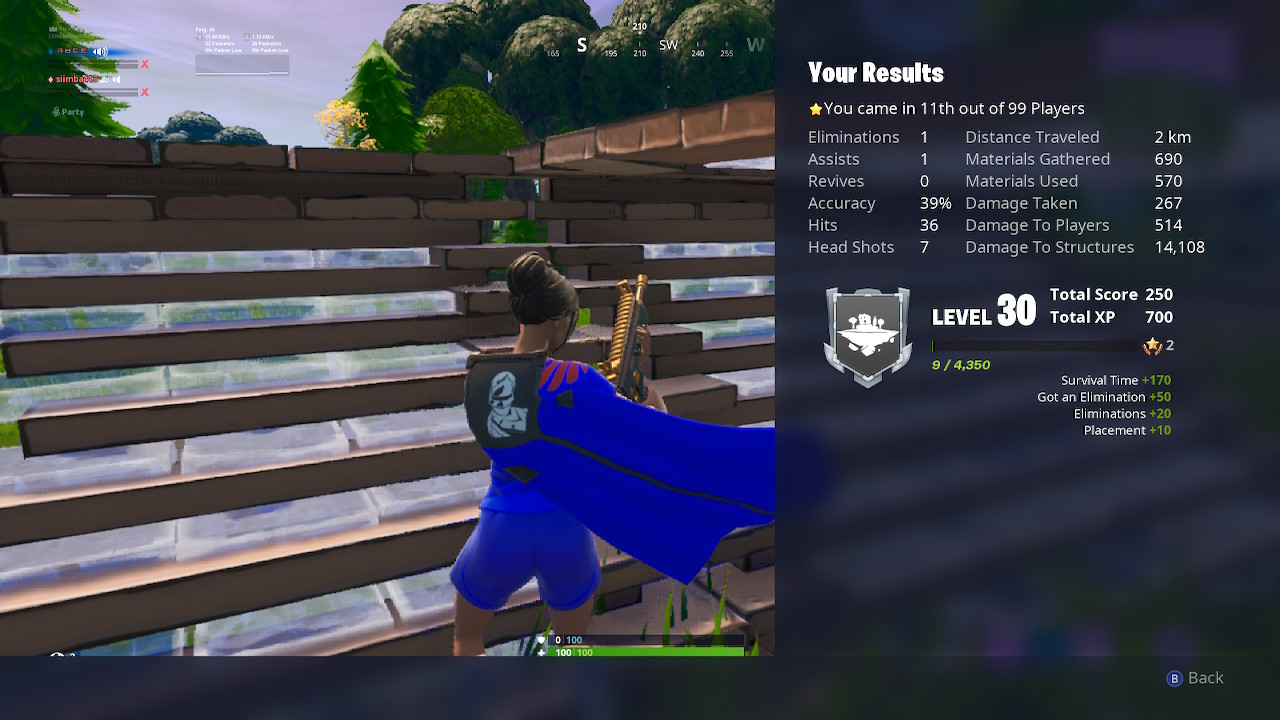 Ping: 45
siimba
Party
210
165 S 195 210 SW 240 255 W
0 | 100
100 | 100
Your Results
You came in 11th out of 99 Players
Eliminations 1 Distance Traveled 2 km
Assists 1 Materials Gathered 690
Revives 0 Materials Used 570
Accuracy 39% Damage Taken 267
Hits 36 Damage To Players 514
Head Shots 7 Damage To Structures 14,108
LEVEL 30
Total Score 250
Total XP 700
2
9 / 4,350
Survival Time +170
Got an Elimination +50
Eliminations +20
Placement +10
B Back